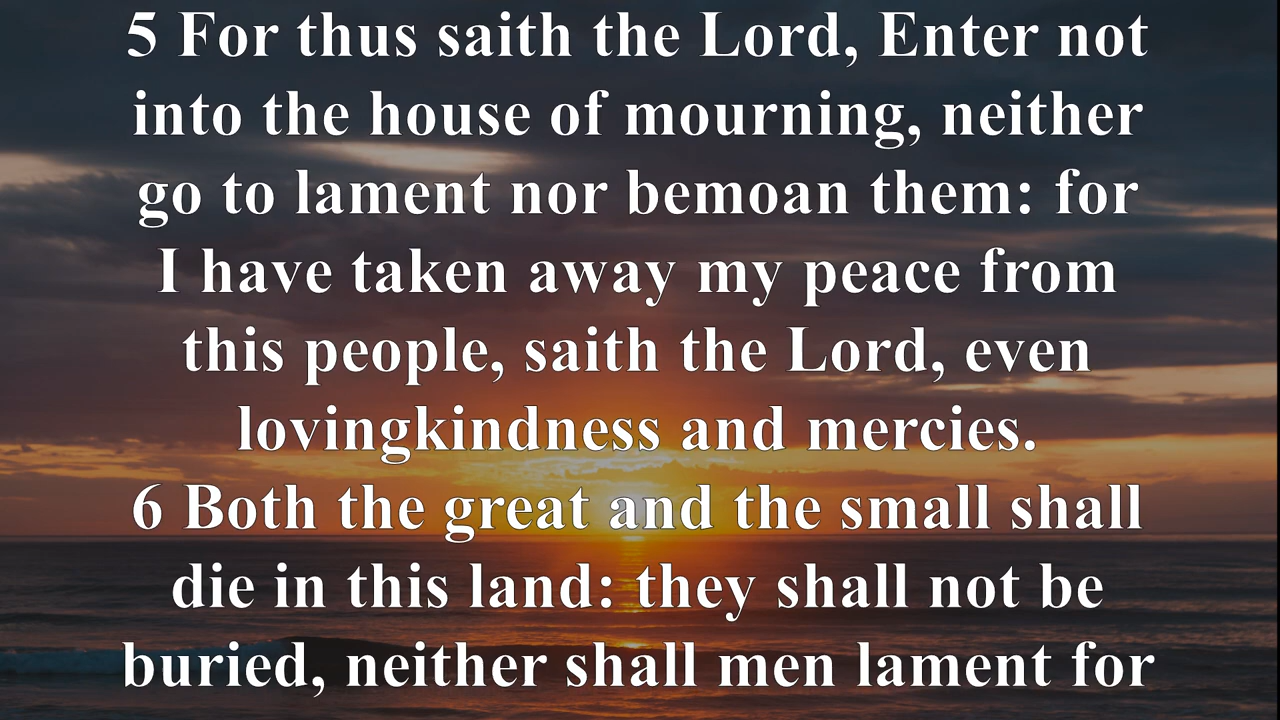 5 For thus saith the Lord, Enter not
into the house of mourning, neither
go to lament nor bemoan them: for
I have taken away my peace from
this people, saith the Lord, even
lovingkindness and mercies.
6 Both the great and the small shall
die in this land: they shall not be
buried, neither shall men lament for